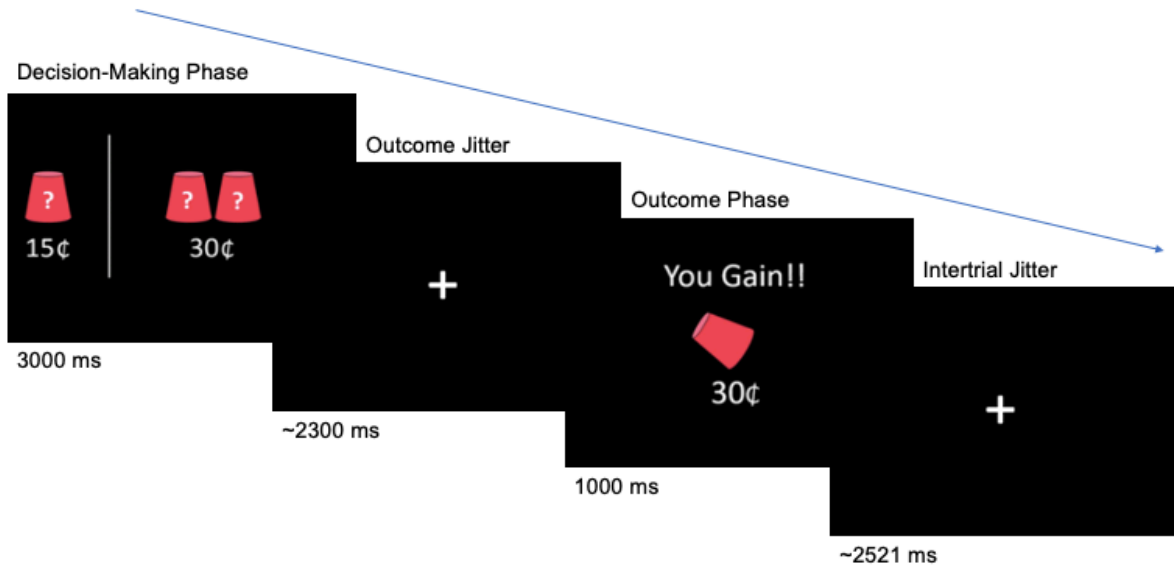 Decision-Making Phase
?
? ?
15¢
30¢
3000 ms
Outcome Jitter
+
~2300 ms
Outcome Phase
You Gain!!
30¢
1000 ms
Intertrial Jitter
+
~2521 ms